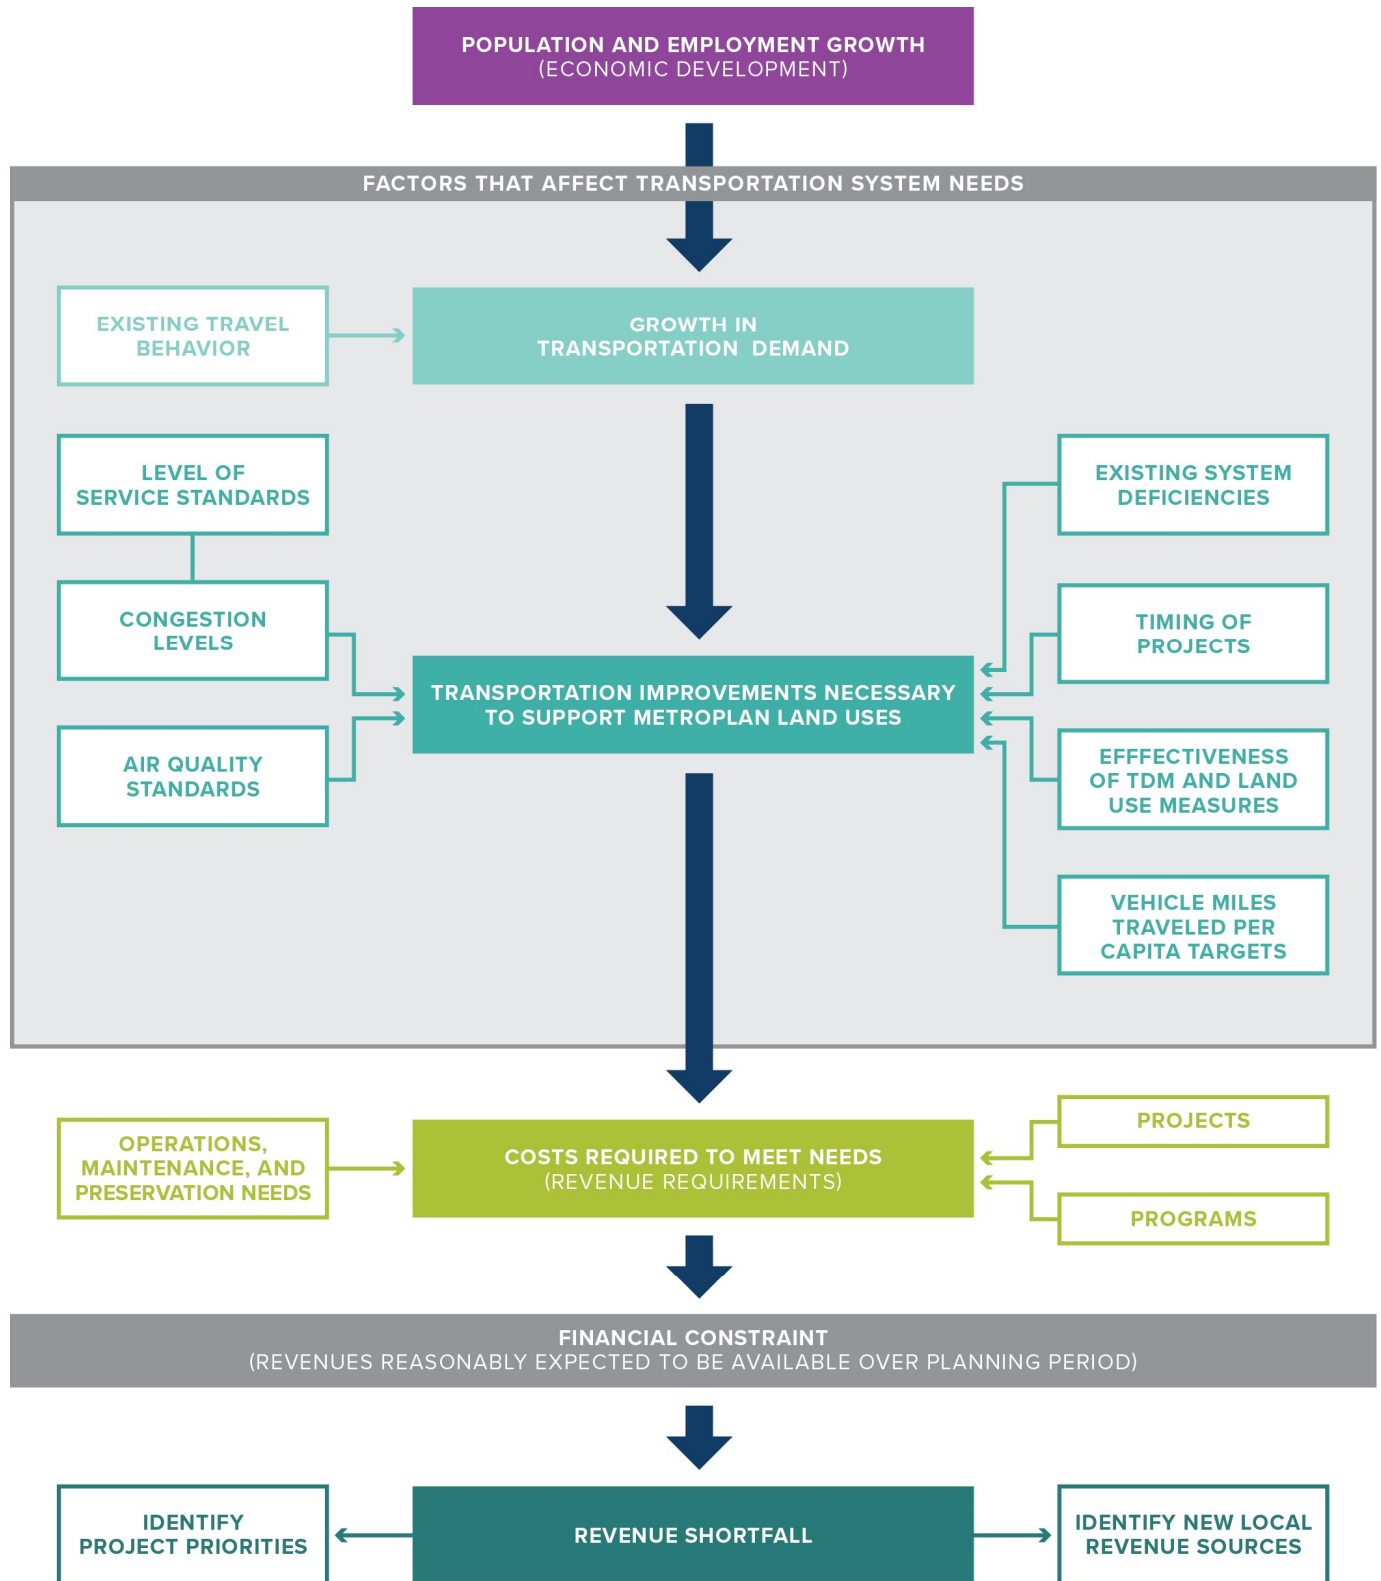 POPULATION AND EMPLOYMENT GROWTH
(ECONOMIC DEVELOPMENT)
FACTORS THAT AFFECT TRANSPORTATION SYSTEM NEEDS
EXISTING TRAVEL
BEHAVIOR
GROWTH IN
TRANSPORTATION DEMAND
LEVEL OF
SERVICE STANDARDS
CONGESTION
LEVELS
AIR QUALITY
STANDARDS
TRANSPORTATION IMPROVEMENTS NECESSARY
TO SUPPORT METROPLAN LAND USES
EXISTING SYSTEM
DEFICIENCIES
TIMING OF
PROJECTS
EFFFECTIVENESS
OF TDM AND LAND
USE MEASURES
VEHICLE MILES
TRAVELED PER
CAPITA TARGETS
OPERATIONS,
MAINTENANCE, AND
PRESERVATION NEEDS
COSTS REQUIRED TO MEET NEEDS
(REVENUE REQUIREMENTS)
PROJECTS
PROGRAMS
FINANCIAL CONSTRAINT
(REVENUES REASONABLY EXPECTED TO BE AVAILABLE OVER PLANNING PERIOD)
IDENTIFY
PROJECT PRIORITIES
REVENUE SHORTFALL
IDENTIFY NEW LOCAL
REVENUE SOURCES